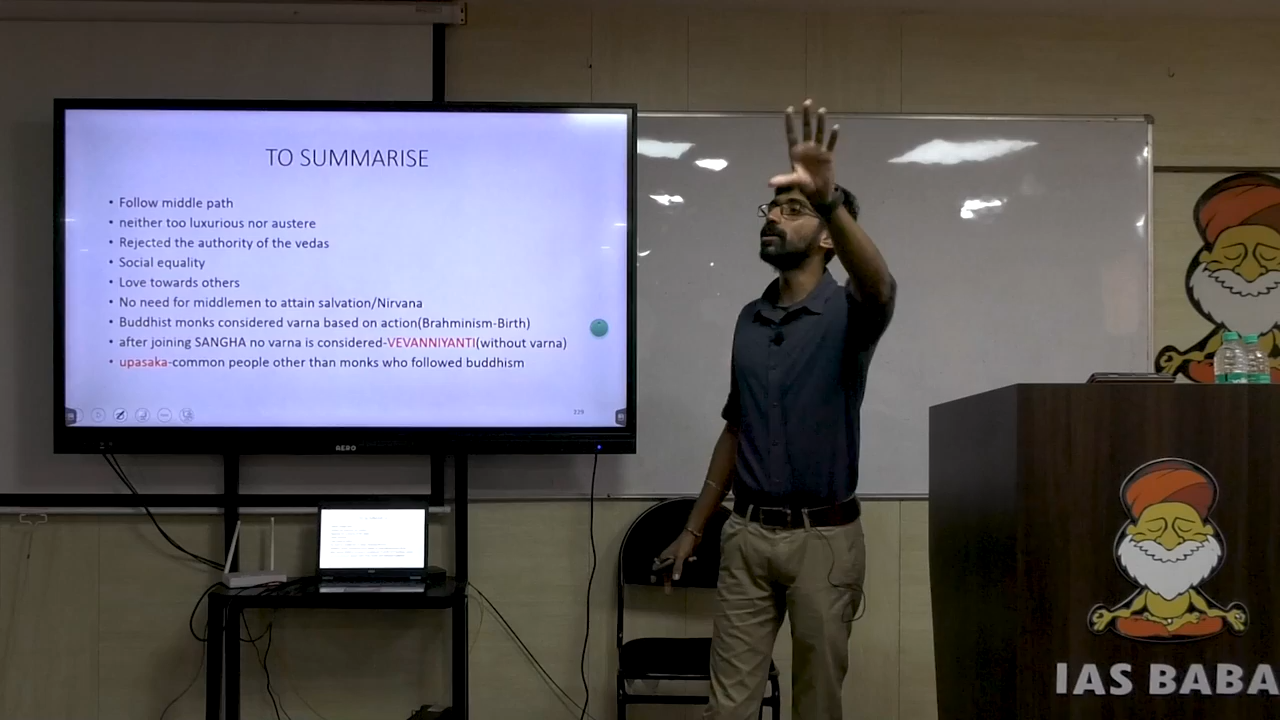 TO SUMMARISE
• Follow middle path
• neither too luxurious nor austere
• Rejected the authority of the vedas
• Social equality
• Love towards others
• No need for middlemen to attain salvation/Nirvana
• Buddhist monks considered varna based on action(Brahminism-Birth)
• after joining SANGHA no varna is considered-VEVANNIYANTI(without varna)
• upasaka-common people other than monks who followed buddhism
329
AERO
IAS BABA